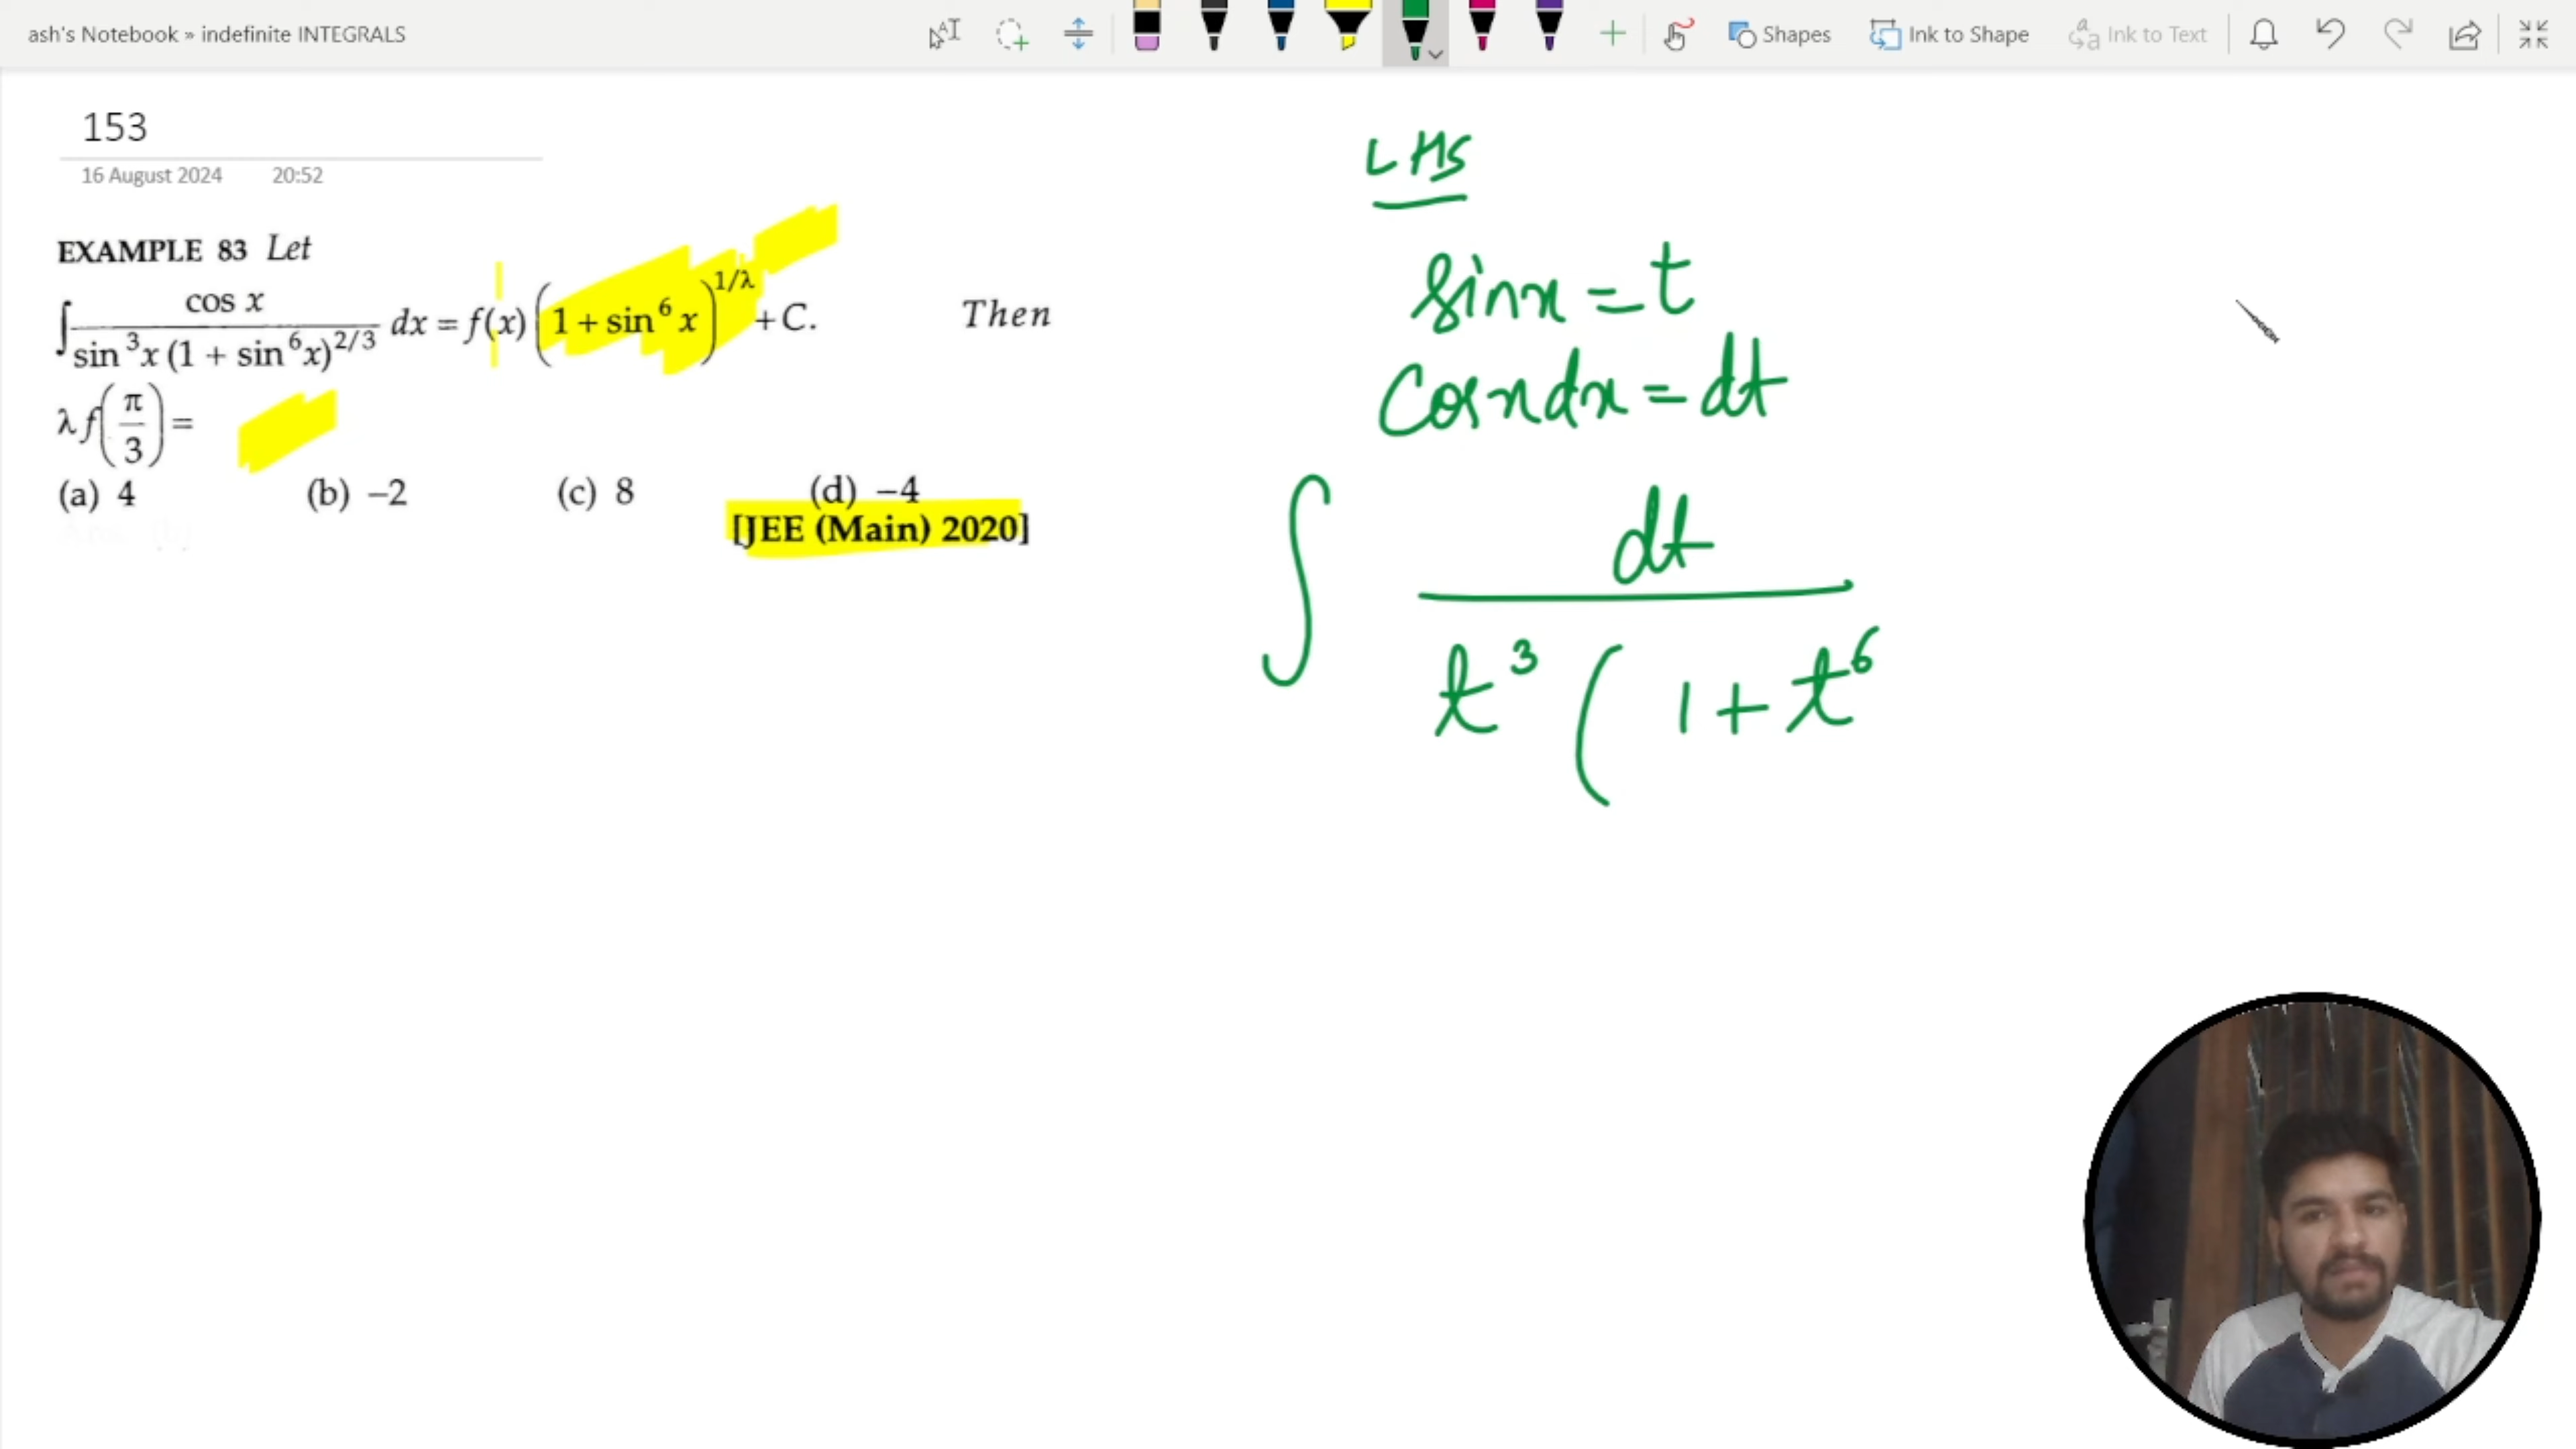 ash's Notebook » indefinite INTEGRALS
Shapes
Ink to Shape
Ink to Text
153
16 August 2024 20:52
EXAMPLE 83 Let
∫ cos x / sin³x (1 + sin⁶x)^2/3 dx = f(x) (1 + sin⁶ x)^1/λ + C. Then
λ f(π/3) =
(a) 4 (b) –2 (c) 8 (d) –4
[JEE (Main) 2020]
LHS
sinx = t
cosxdx = dt
∫ dt / t³ ( 1 + t⁶